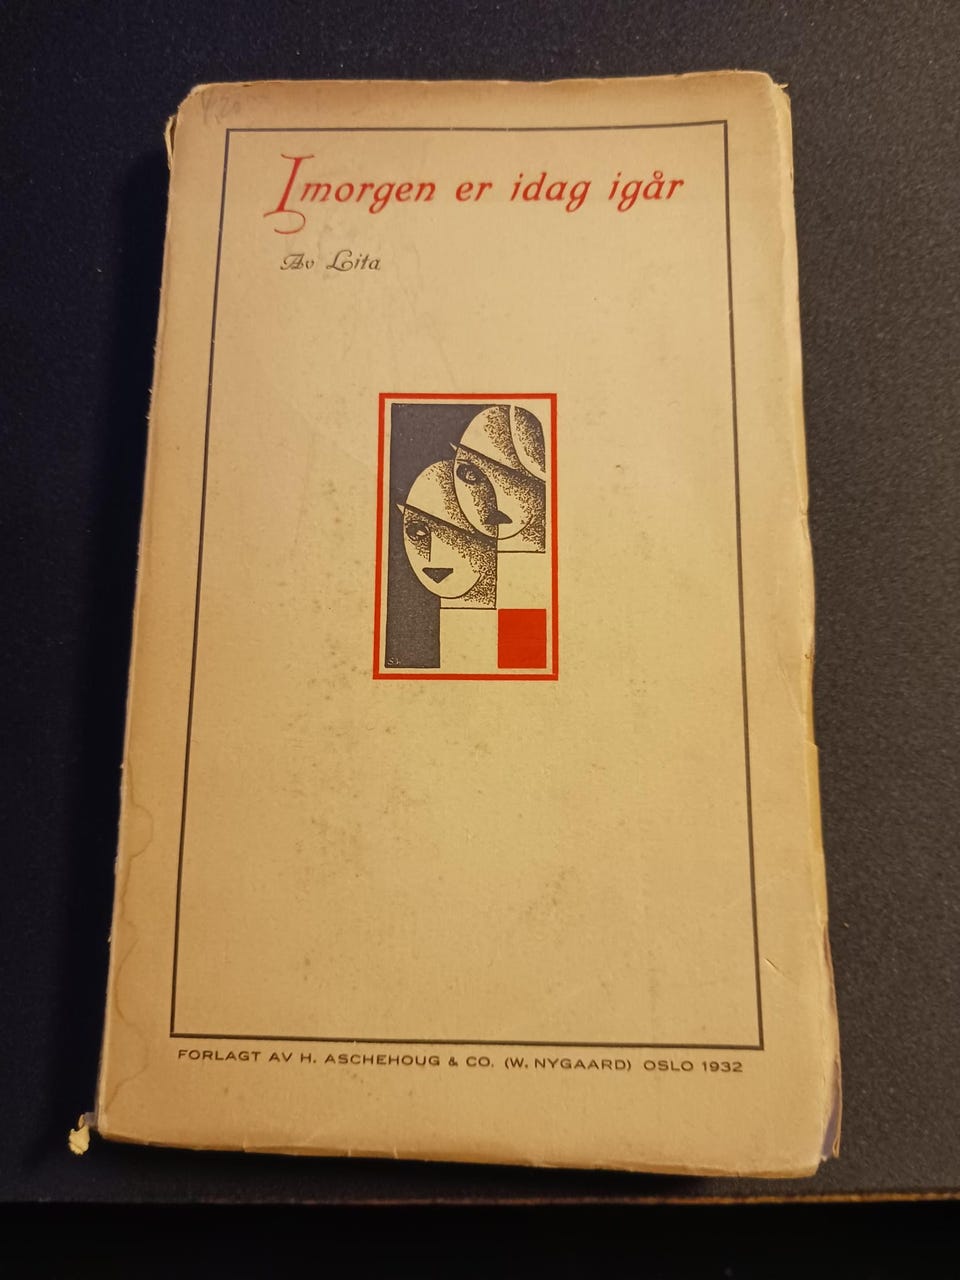 Imorgen er idag igår
Av Lita
FORLAGT AV H. ASCHEHOUG & CO. (W. NYGAARD) OSLO 1932